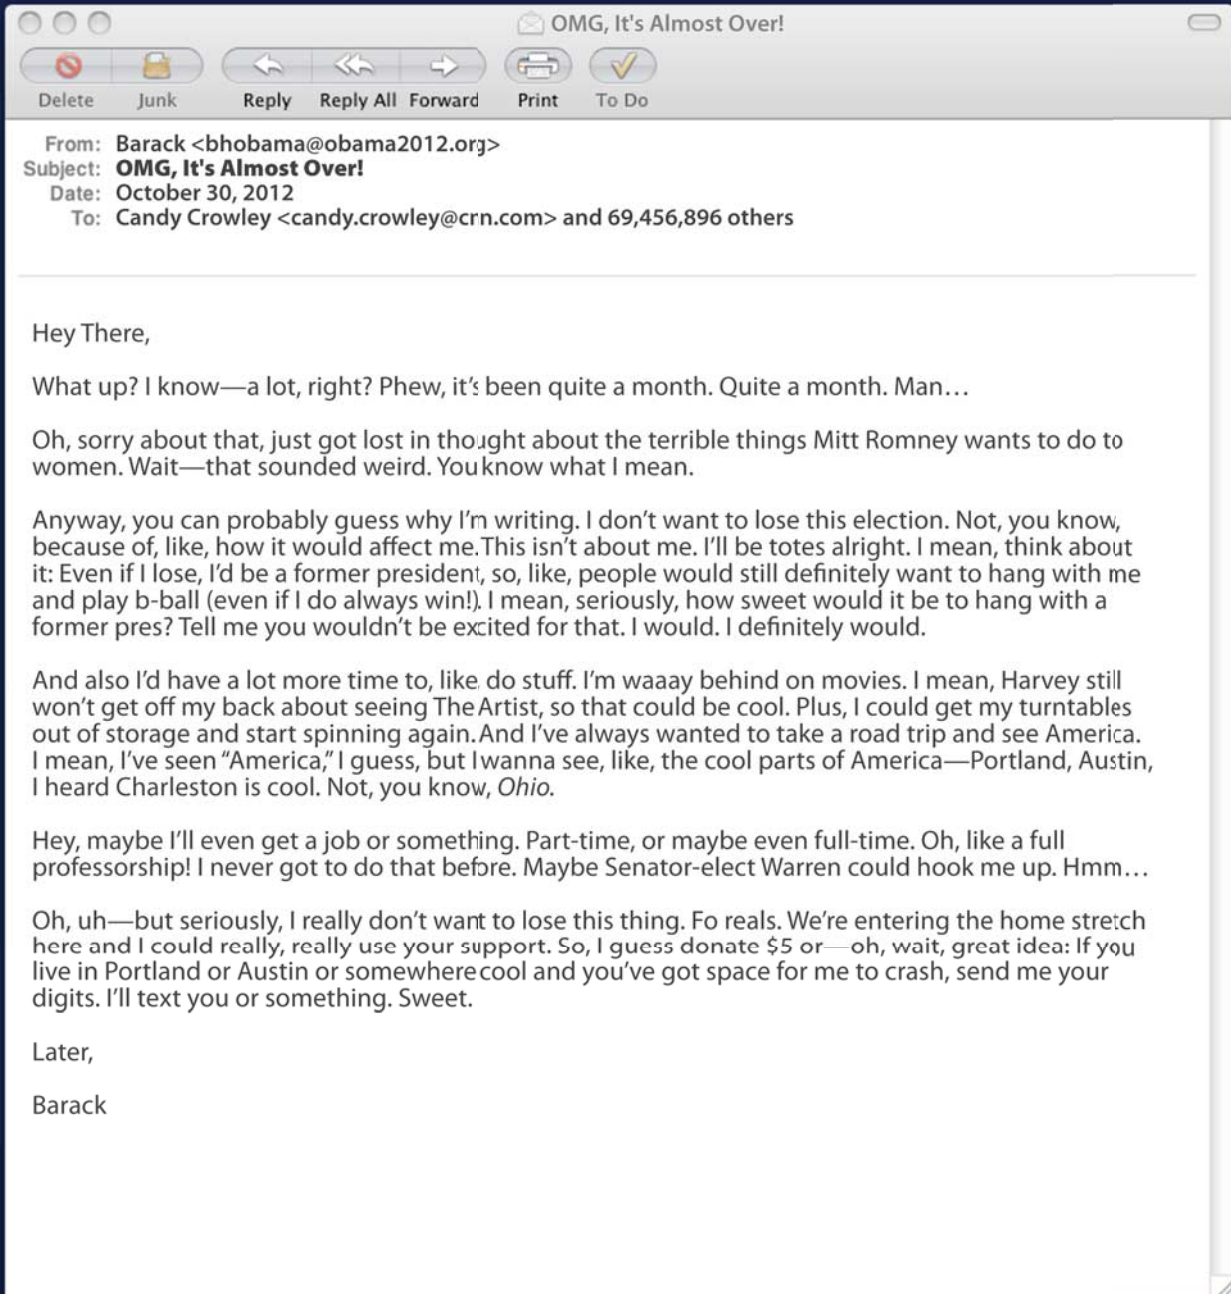 OMG, It's Almost Over!
Delete Junk Reply Reply All Forward Print To Do
From: Barack <bhobama@obama2012.org>
Subject: OMG, It's Almost Over!
Date: October 30, 2012
To: Candy Crowley <candy.crowley@crn.com> and 69,456,896 others
Hey There,
What up? I know—a lot, right? Phew, it's been quite a month. Quite a month. Man…
Oh, sorry about that, just got lost in thought about the terrible things Mitt Romney wants to do to
women. Wait—that sounded weird. You know what I mean.
Anyway, you can probably guess why I'm writing. I don't want to lose this election. Not, you know,
because of, like, how it would affect me. This isn't about me. I'll be totes alright. I mean, think about
it: Even if I lose, I'd be a former president, so, like, people would still definitely want to hang with me
and play b-ball (even if I do always win!). I mean, seriously, how sweet would it be to hang with a
former pres? Tell me you wouldn't be excited for that. I would. I definitely would.
And also I'd have a lot more time to, like, do stuff. I'm waaay behind on movies. I mean, Harvey still
won't get off my back about seeing The Artist, so that could be cool. Plus, I could get my turntables
out of storage and start spinning again. And I've always wanted to take a road trip and see America.
I mean, I've seen “America,” I guess, but I wanna see, like, the cool parts of America—Portland, Austin,
I heard Charleston is cool. Not, you know, Ohio.
Hey, maybe I'll even get a job or something. Part-time, or maybe even full-time. Oh, like a full
professorship! I never got to do that before. Maybe Senator-elect Warren could hook me up. Hmm…
Oh, uh—but seriously, I really don't want to lose this thing. Fo reals. We're entering the home stretch
here and I could really, really use your support. So, I guess donate $5 or—oh, wait, great idea: If you
live in Portland or Austin or somewhere cool and you've got space for me to crash, send me your
digits. I'll text you or something. Sweet.
Later,
Barack